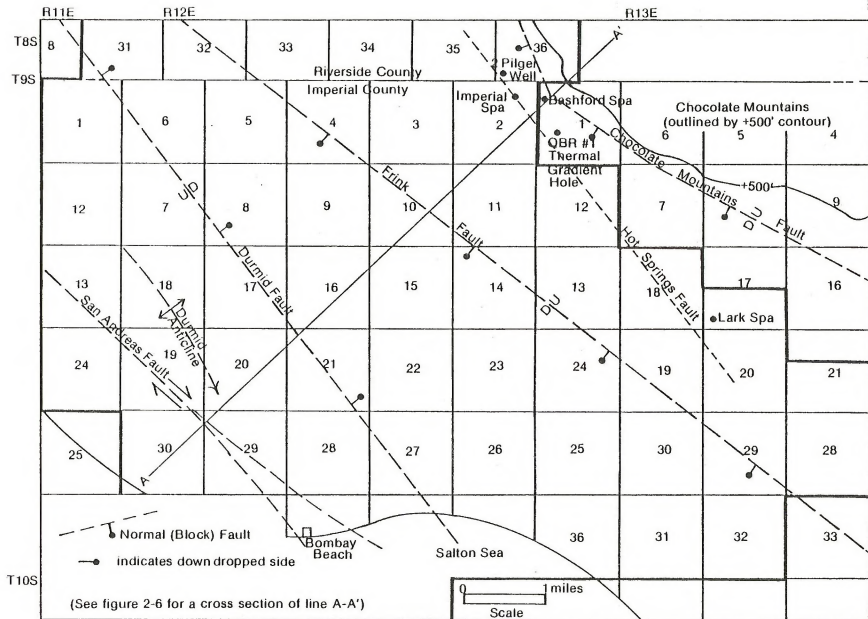 R11E
R12E
R13E
T8S
8
31
32
33
34
35
36
A'
T9S
Riverside County
Imperial County
2 Pilger
Well
Imperial
Spa
Bashford Spa
Chocolate Mountains
(outlined by +500' contour)
1
6
5
4
3
2
1
6
5
4
QBR #1
Thermal
Gradient
Hole
Chocolate Mountains Fault
+500'
D U
12
7
8
9
10
11
12
7
9
U D
Frink Fault
Durmid Fault
Hot Springs Fault
13
18
17
16
15
14
13
18
17
16
D U
San Andreas Fault
Durmid
Anticline
Lark Spa
24
19
20
21
22
23
24
19
20
21
25
30
29
28
27
26
25
30
29
28
A
Normal (Block) Fault
indicates down dropped side
Bombay
Beach
Salton Sea
36
31
32
33
T10S
0 1 miles
Scale
(See figure 2-6 for a cross section of line A-A')